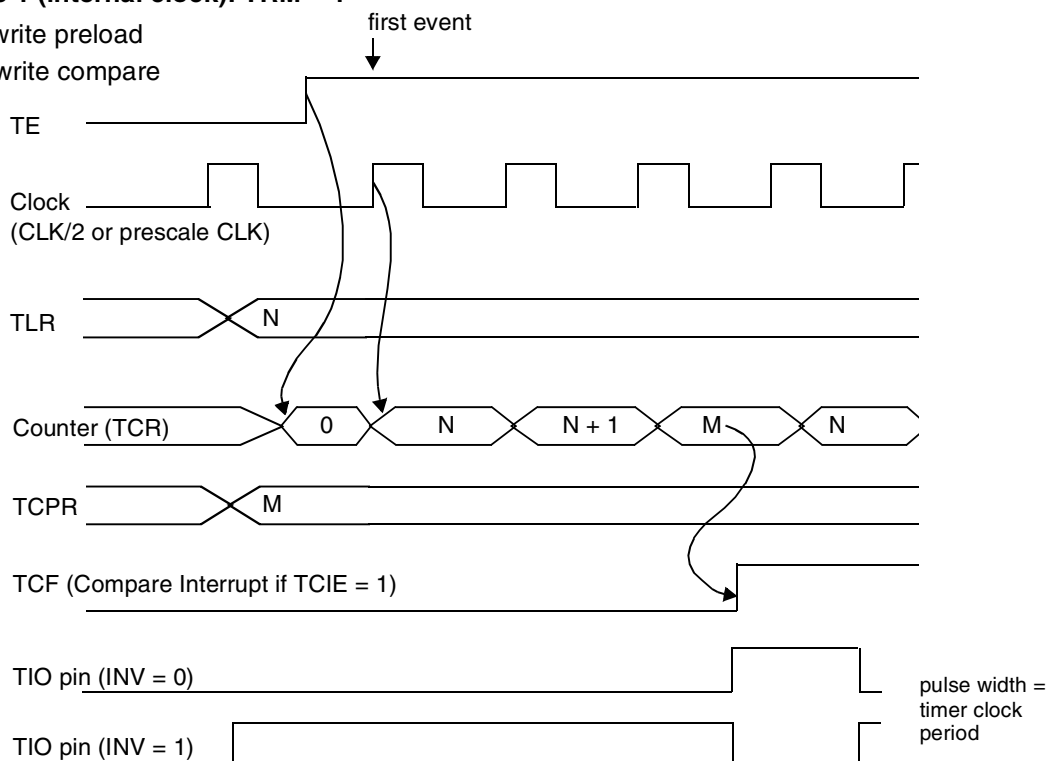 first event
write preload
write compare
TE
Clock
(CLK/2 or prescale CLK)
TLR
N
Counter (TCR)
0
N
N + 1
M
N
TCPR
M
TCF (Compare Interrupt if TCIE = 1)
TIO pin (INV = 0)
pulse width =
timer clock
period
TIO pin (INV = 1)